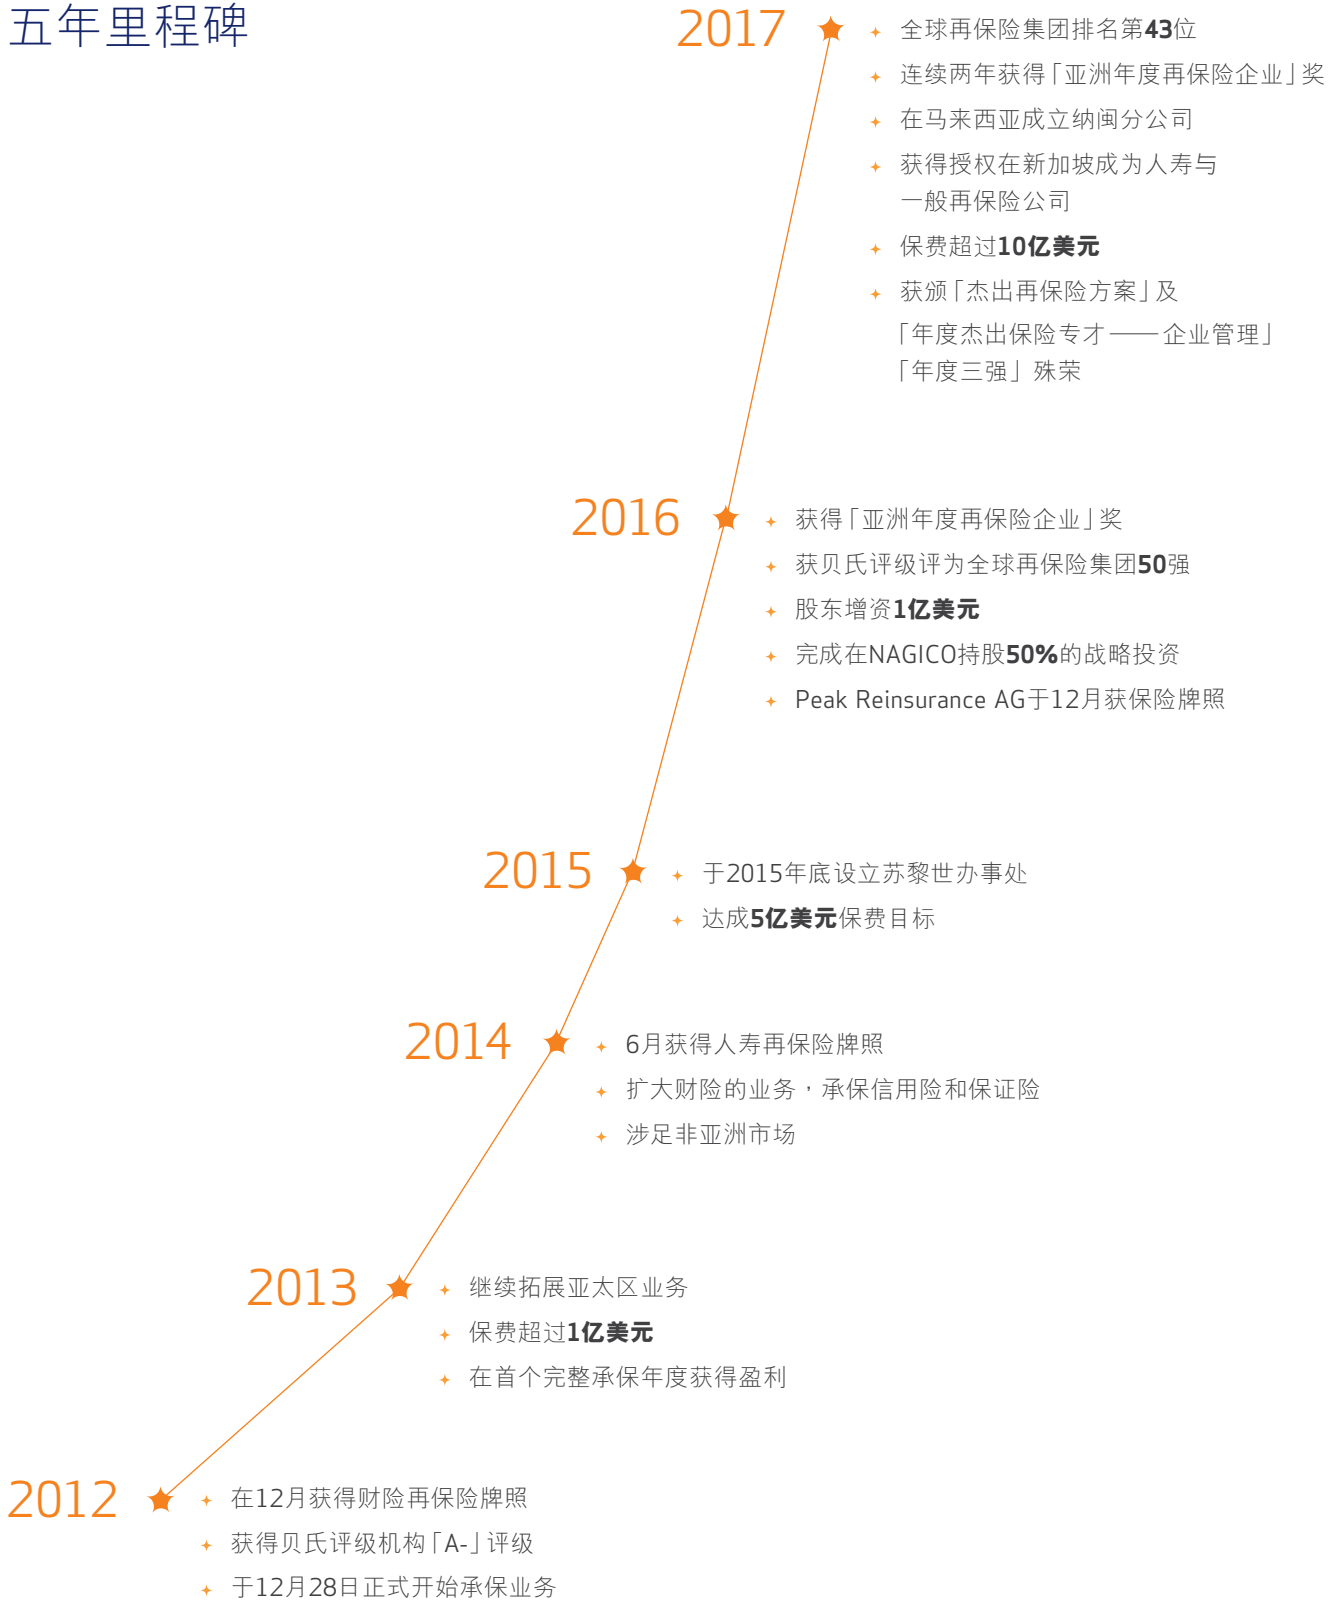 五年里程碑
2017
全球再保险集团排名第43位
连续两年获得「亚洲年度再保险企业」奖
在马来西亚成立纳闽分公司
获得授权在新加坡成为人寿与
一般再保险公司
保费超过10亿美元
获颁「杰出再保险方案」及
「年度杰出保险专才——企业管理」
「年度三强」殊荣
2016
获得「亚洲年度再保险企业」奖
获贝氏评级评为全球再保险集团50强
股东增资1亿美元
完成在NAGICO持股50%的战略投资
Peak Reinsurance AG于12月获保险牌照
2015
于2015年底设立苏黎世办事处
达成5亿美元保费目标
2014
6月获得人寿再保险牌照
扩大财险的业务，承保信用险和保证险
涉足非亚洲市场
2013
继续拓展亚太区业务
保费超过1亿美元
在首个完整承保年度获得盈利
2012
在12月获得财险再保险牌照
获得贝氏评级机构「A-」评级
于12月28日正式开始承保业务